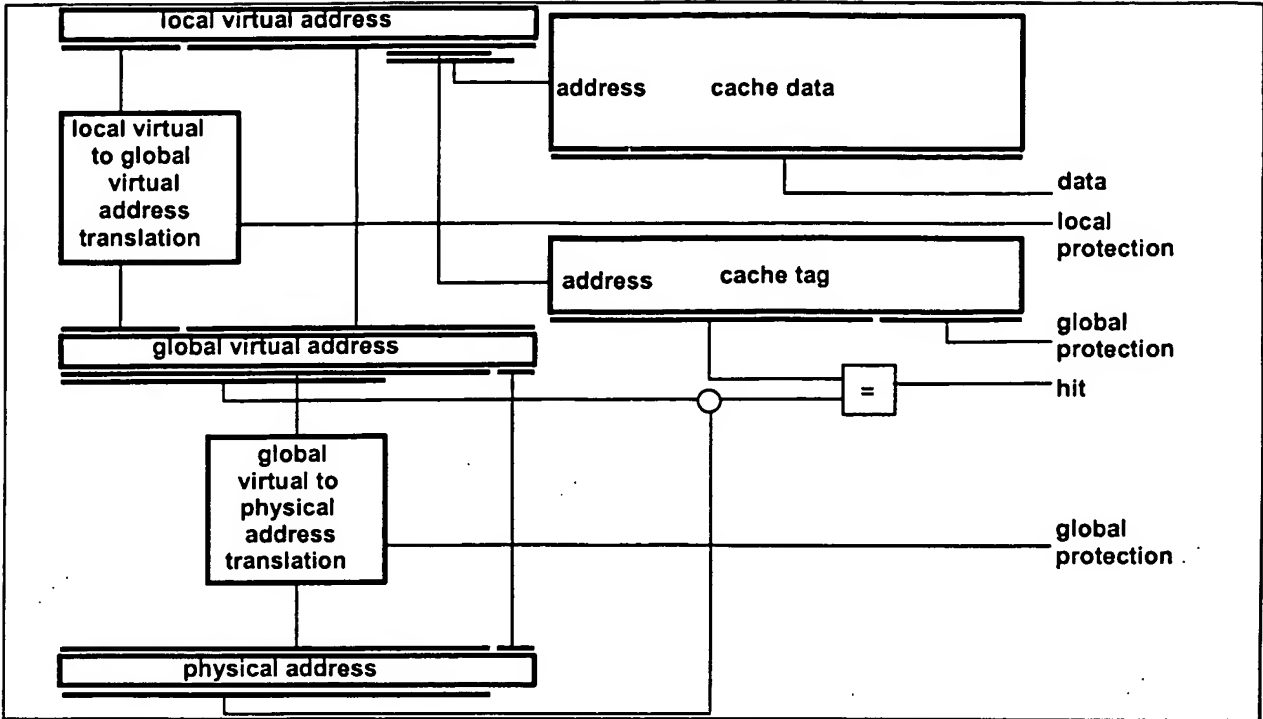 local virtual address
address cache data
local virtual
to global
virtual
address
translation
data
local
protection
address cache tag
global
protection
global virtual address
hit
=
global
virtual to
physical
address
translation
global
protection
physical address